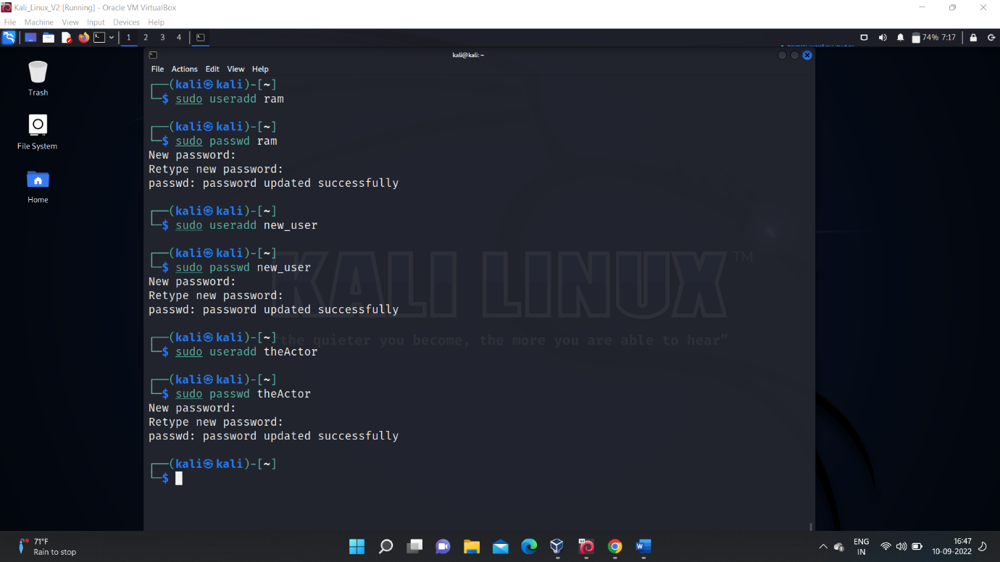 Kali_Linux_V2 [Running] - Oracle VM VirtualBox
File Machine View Input Devices Help
1 2 3 4
74% 7:17
kali@kali: ~
File Actions Edit View Help
Trash
File System
Home
┌──(kali㉿kali)-[~]
└─$ sudo useradd ram
┌──(kali㉿kali)-[~]
└─$ sudo passwd ram
New password:
Retype new password:
passwd: password updated successfully
┌──(kali㉿kali)-[~]
└─$ sudo useradd new_user
┌──(kali㉿kali)-[~]
└─$ sudo passwd new_user
New password:
Retype new password:
passwd: password updated successfully
┌──(kali㉿kali)-[~]
└─$ sudo useradd theActor
┌──(kali㉿kali)-[~]
└─$ sudo passwd theActor
New password:
Retype new password:
passwd: password updated successfully
┌──(kali㉿kali)-[~]
└─$
KALI LINUX™
"the quieter you become, the more you are able to hear"
71°F
Rain to stop
ENG
IN
16:47
10-09-2022